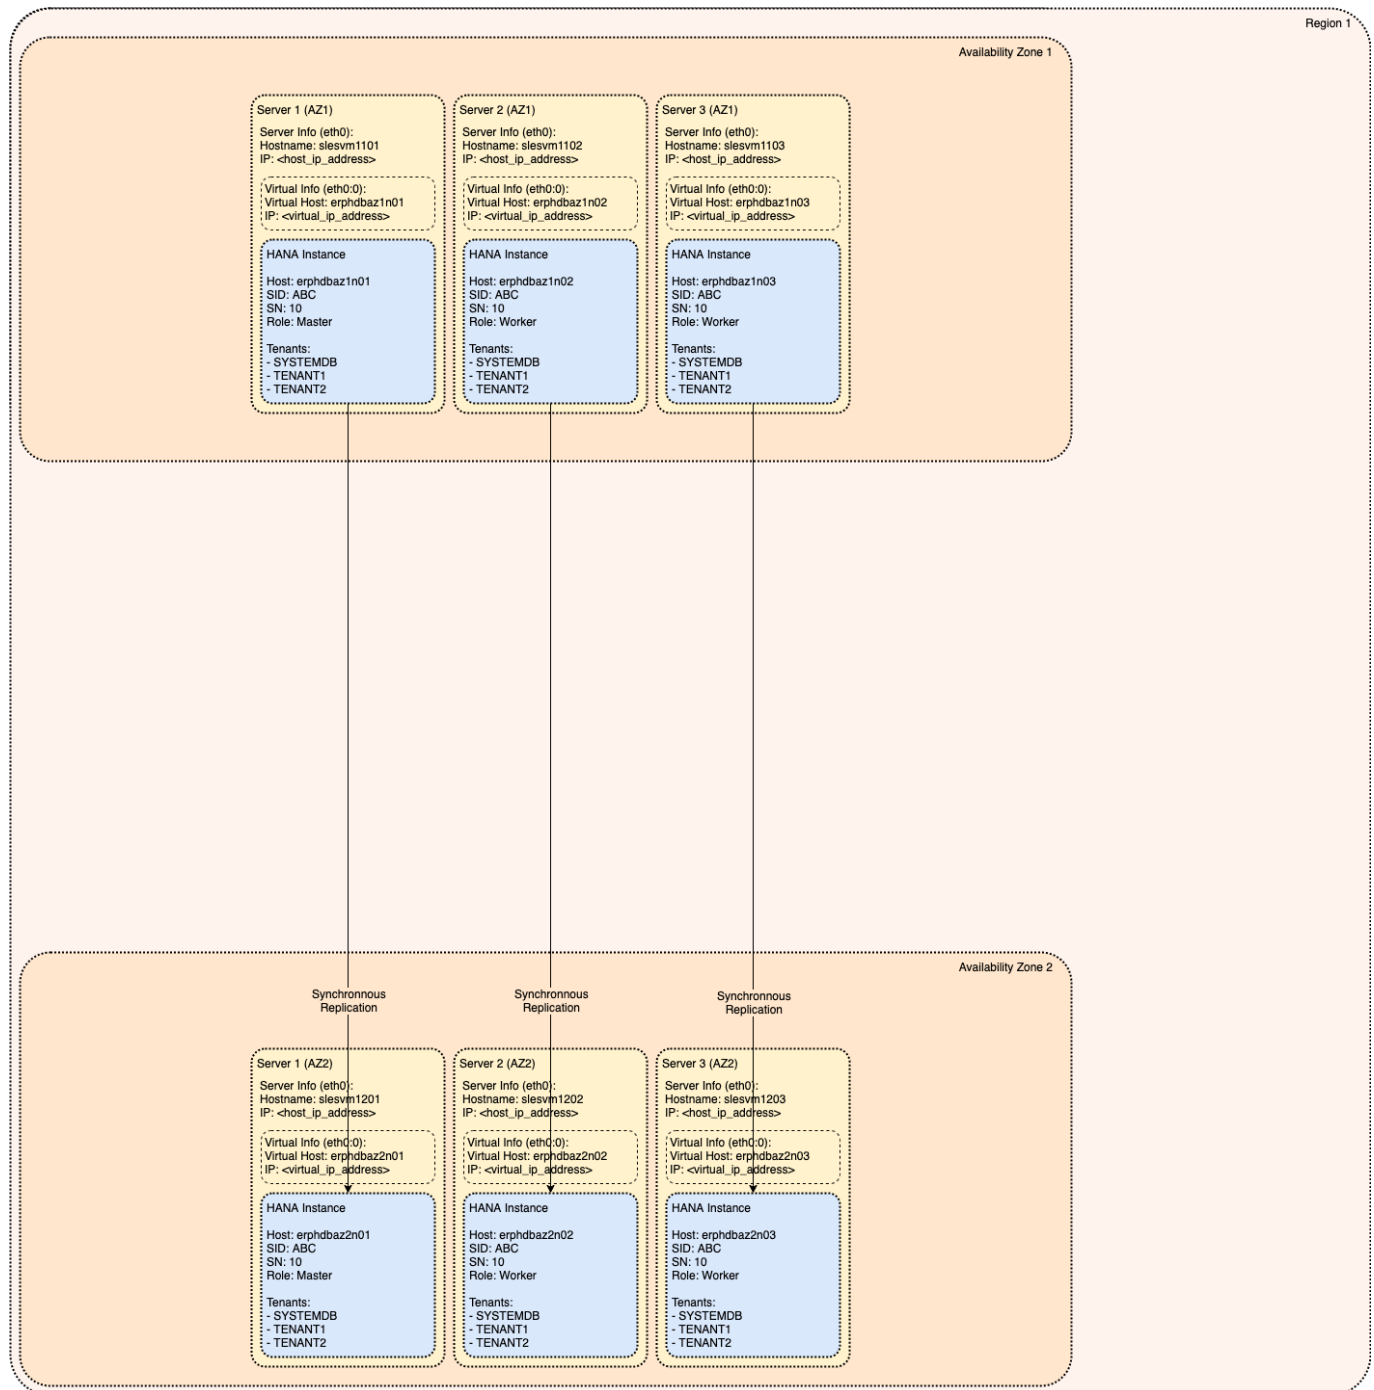 Region 1
Availability Zone 1
Server 1 (AZ1)
Server Info (eth0):
Hostname: slesvm1101
IP: <host_ip_address>
Virtual Info (eth0:0):
Virtual Host: erphdbaz1n01
IP: <virtual_ip_address>
HANA Instance
Host: erphdbaz1n01
SID: ABC
SN: 10
Role: Master
Tenants:
- SYSTEMDB
- TENANT1
- TENANT2
Server 2 (AZ1)
Server Info (eth0):
Hostname: slesvm1102
IP: <host_ip_address>
Virtual Info (eth0:0):
Virtual Host: erphdbaz1n02
IP: <virtual_ip_address>
HANA Instance
Host: erphdbaz1n02
SID: ABC
SN: 10
Role: Worker
Tenants:
- SYSTEMDB
- TENANT1
- TENANT2
Server 3 (AZ1)
Server Info (eth0):
Hostname: slesvm1103
IP: <host_ip_address>
Virtual Info (eth0:0):
Virtual Host: erphdbaz1n03
IP: <virtual_ip_address>
HANA Instance
Host: erphdbaz1n03
SID: ABC
SN: 10
Role: Worker
Tenants:
- SYSTEMDB
- TENANT1
- TENANT2
Availability Zone 2
Synchronnous
Replication
Synchronnous
Replication
Synchronnous
Replication
Server 1 (AZ2)
Server Info (eth0):
Hostname: slesvm1201
IP: <host_ip_address>
Virtual Info (eth0:0):
Virtual Host: erphdbaz2n01
IP: <virtual_ip_address>
HANA Instance
Host: erphdbaz2n01
SID: ABC
SN: 10
Role: Master
Tenants:
- SYSTEMDB
- TENANT1
- TENANT2
Server 2 (AZ2)
Server Info (eth0):
Hostname: slesvm1202
IP: <host_ip_address>
Virtual Info (eth0:0):
Virtual Host: erphdbaz2n02
IP: <virtual_ip_address>
HANA Instance
Host: erphdbaz2n02
SID: ABC
SN: 10
Role: Worker
Tenants:
- SYSTEMDB
- TENANT1
- TENANT2
Server 3 (AZ2)
Server Info (eth0):
Hostname: slesvm1203
IP: <host_ip_address>
Virtual Info (eth0:0):
Virtual Host: erphdbaz2n03
IP: <virtual_ip_address>
HANA Instance
Host: erphdbaz2n03
SID: ABC
SN: 10
Role: Worker
Tenants:
- SYSTEMDB
- TENANT1
- TENANT2